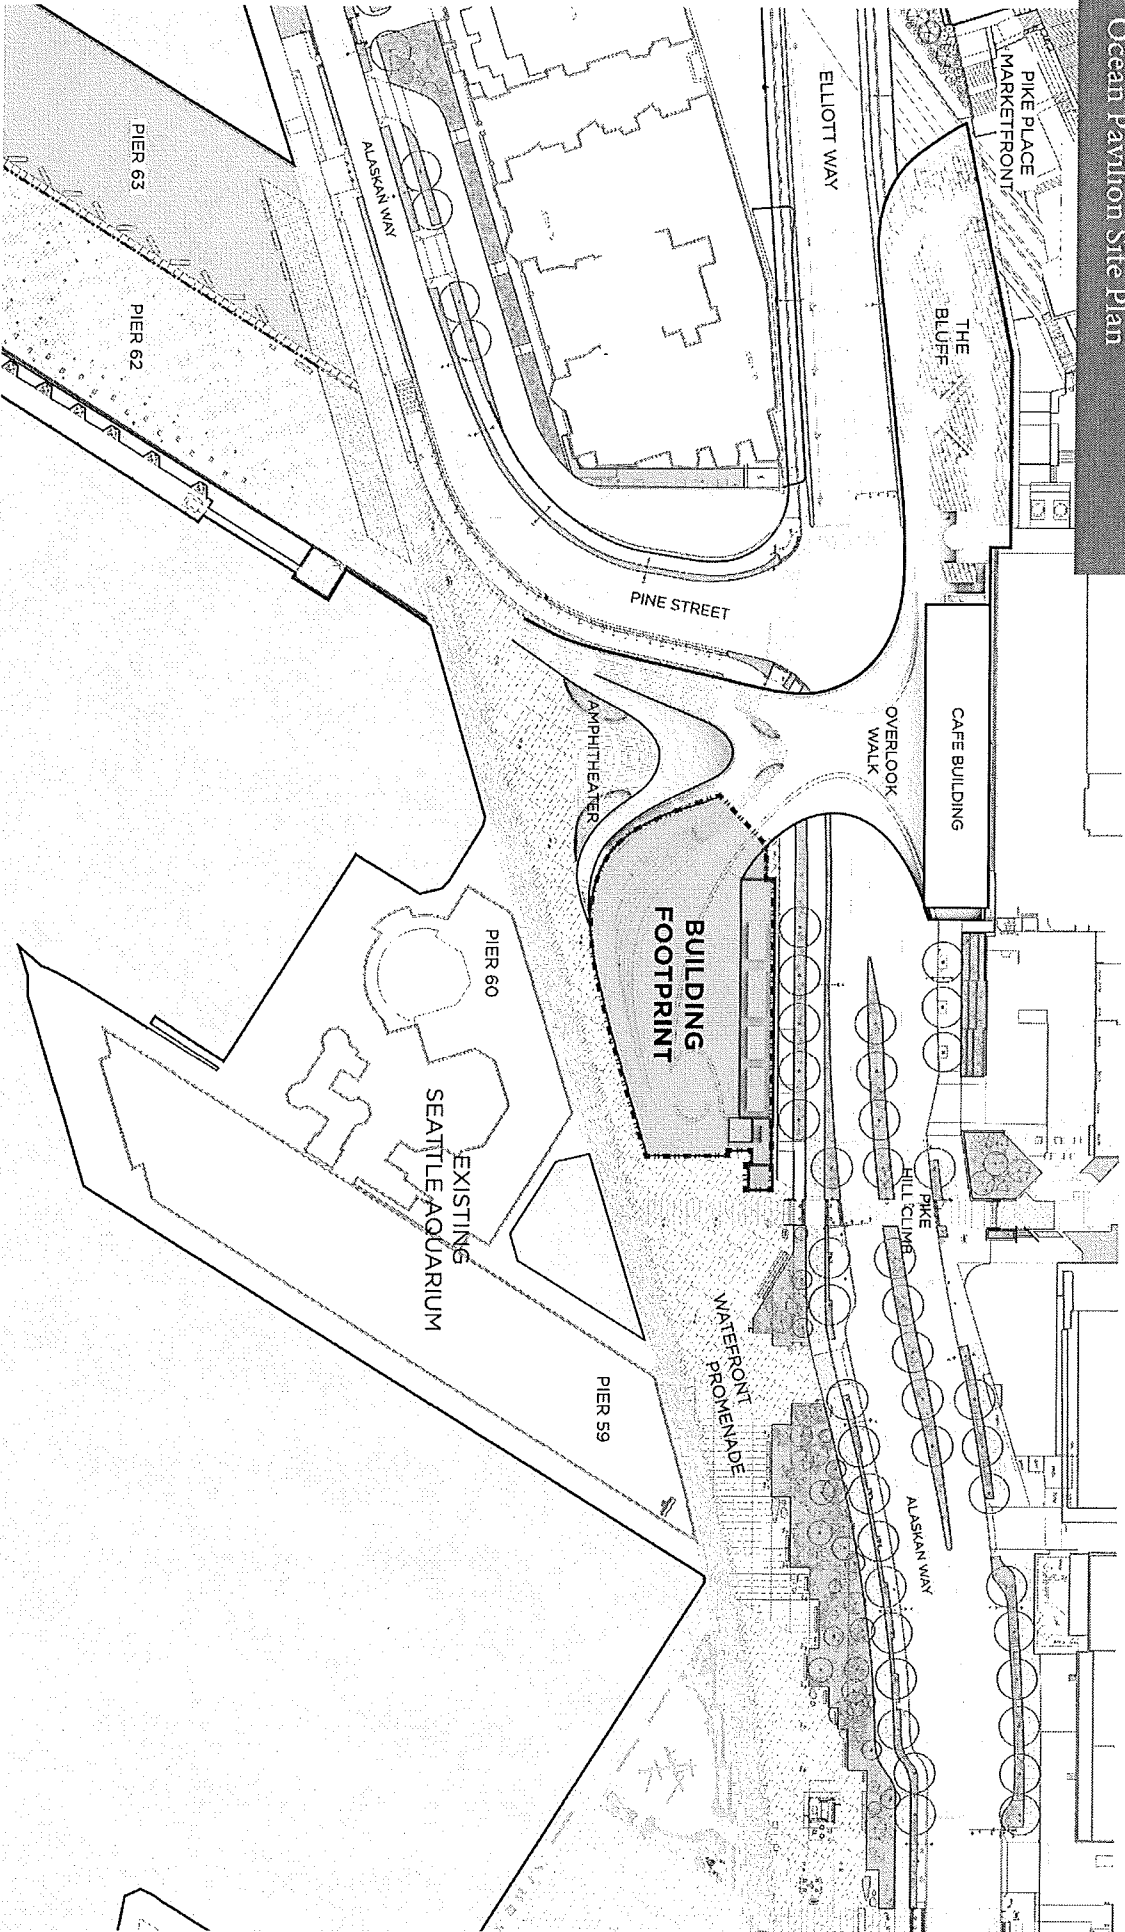 Ocean Pavilion Site Plan
PIKE PLACE
MARKETFRONT
ELLIOTT WAY
THE
BLUFF
ALASKAN WAY
PIER 63
PIER 62
PINE STREET
CAFE BUILDING
OVERLOOK
WALK
AMPHITHEATER
BUILDING
FOOTPRINT
PIER 60
EXISTING
SEATTLE AQUARIUM
PIKE
HILL CLIMB
WATEFRONT
PROMENADE
PIER 59
ALASKAN WAY